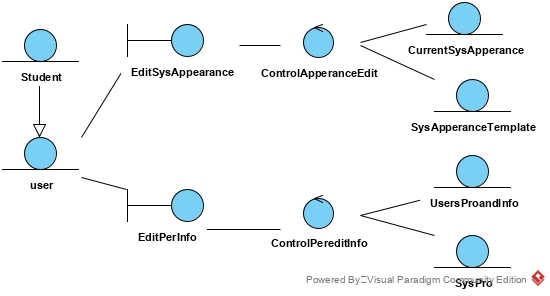 CurrentSysApperance
Student
EditSysAppearance
ControlApperanceEdit
SysApperanceTemplate
user
UsersProandInfo
EditPerInfo
ControlPereditInfo
SysPro
Powered By Visual Paradigm Community Edition